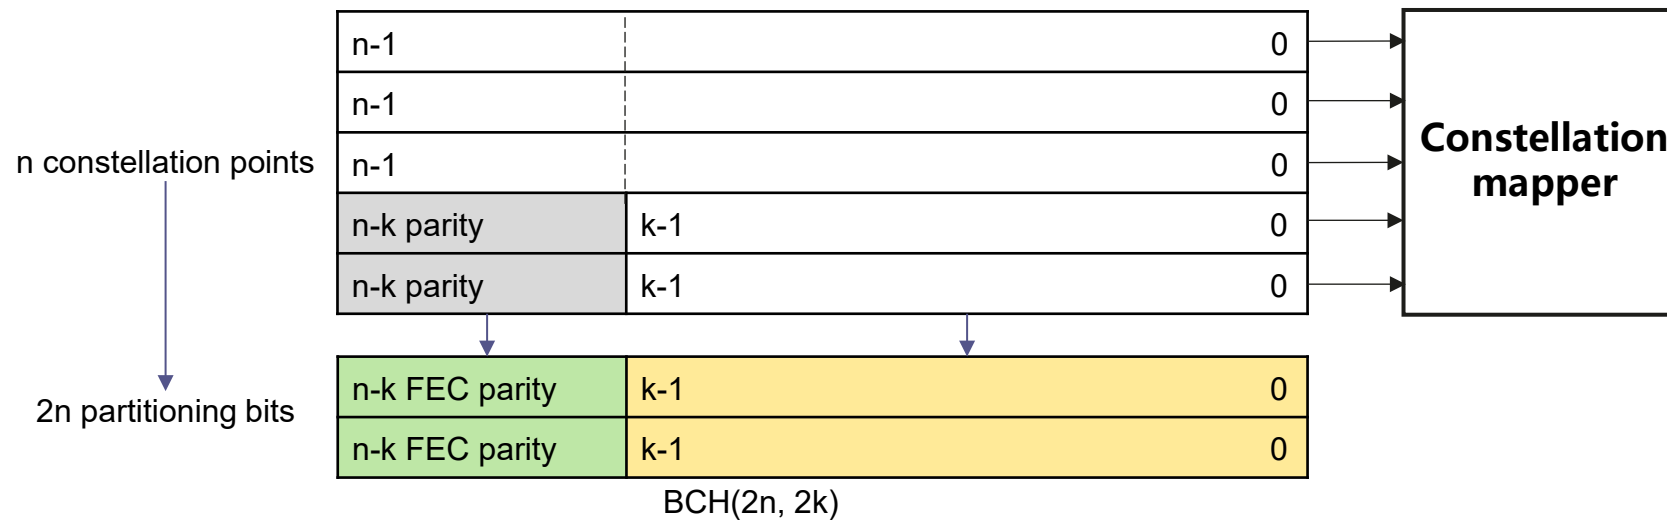 n-1 0
n-1 0
n-1 0
n constellation points
n-k parity k-1 0
n-k parity k-1 0
Constellation
mapper
n-k FEC parity k-1 0
2n partitioning bits
n-k FEC parity k-1 0
BCH(2n, 2k)